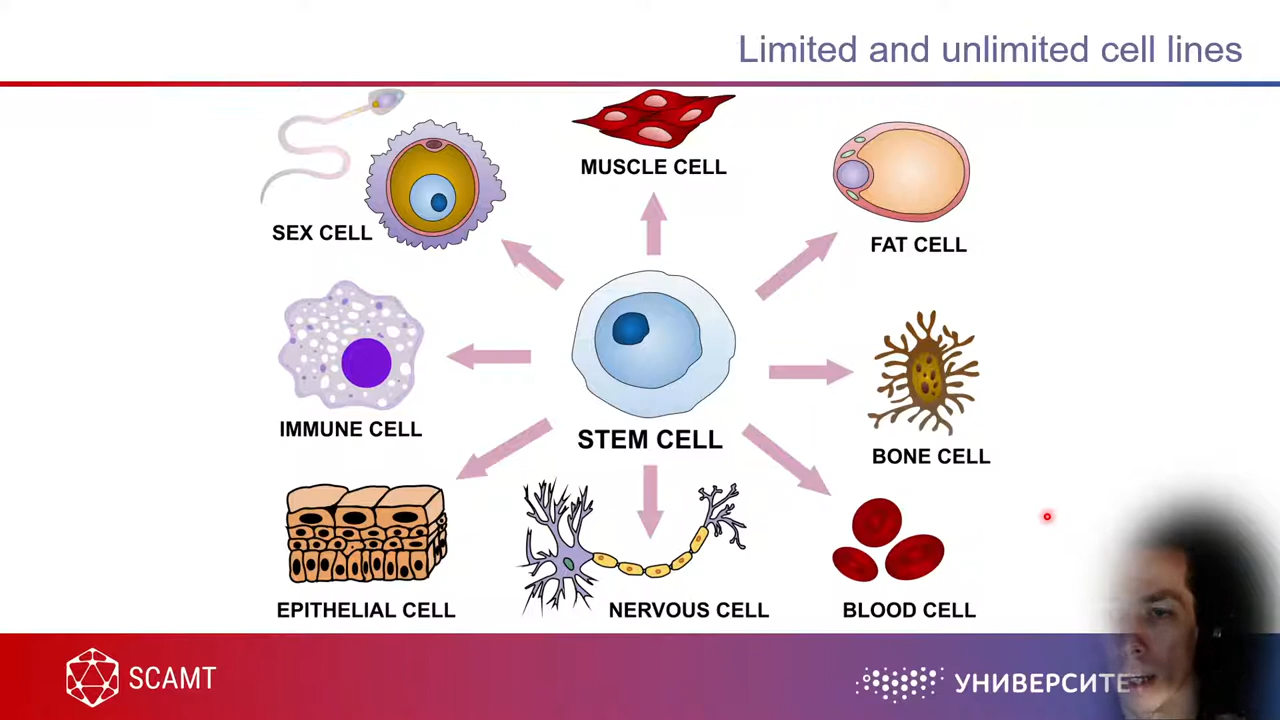 Limited and unlimited cell lines
MUSCLE CELL
SEX CELL
FAT CELL
IMMUNE CELL
STEM CELL
BONE CELL
EPITHELIAL CELL
NERVOUS CELL
BLOOD CELL
SCAMT